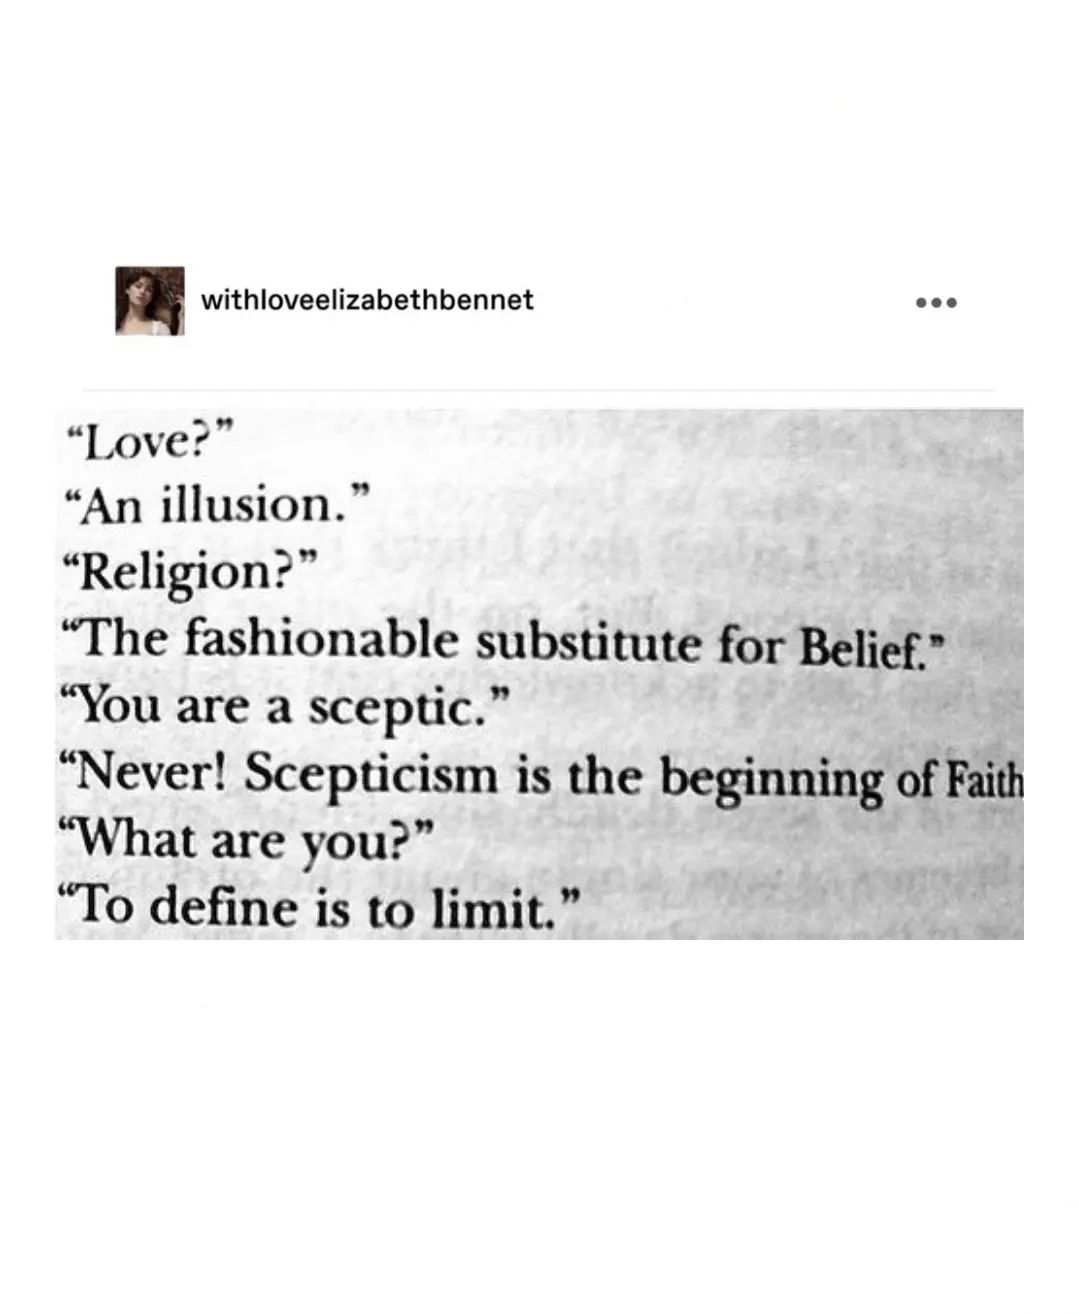 withloveelizabethbennet
“Love?”
“An illusion.”
“Religion?”
“The fashionable substitute for Belief.”
“You are a sceptic.”
“Never! Scepticism is the beginning of Faith
“What are you?”
“To define is to limit.”